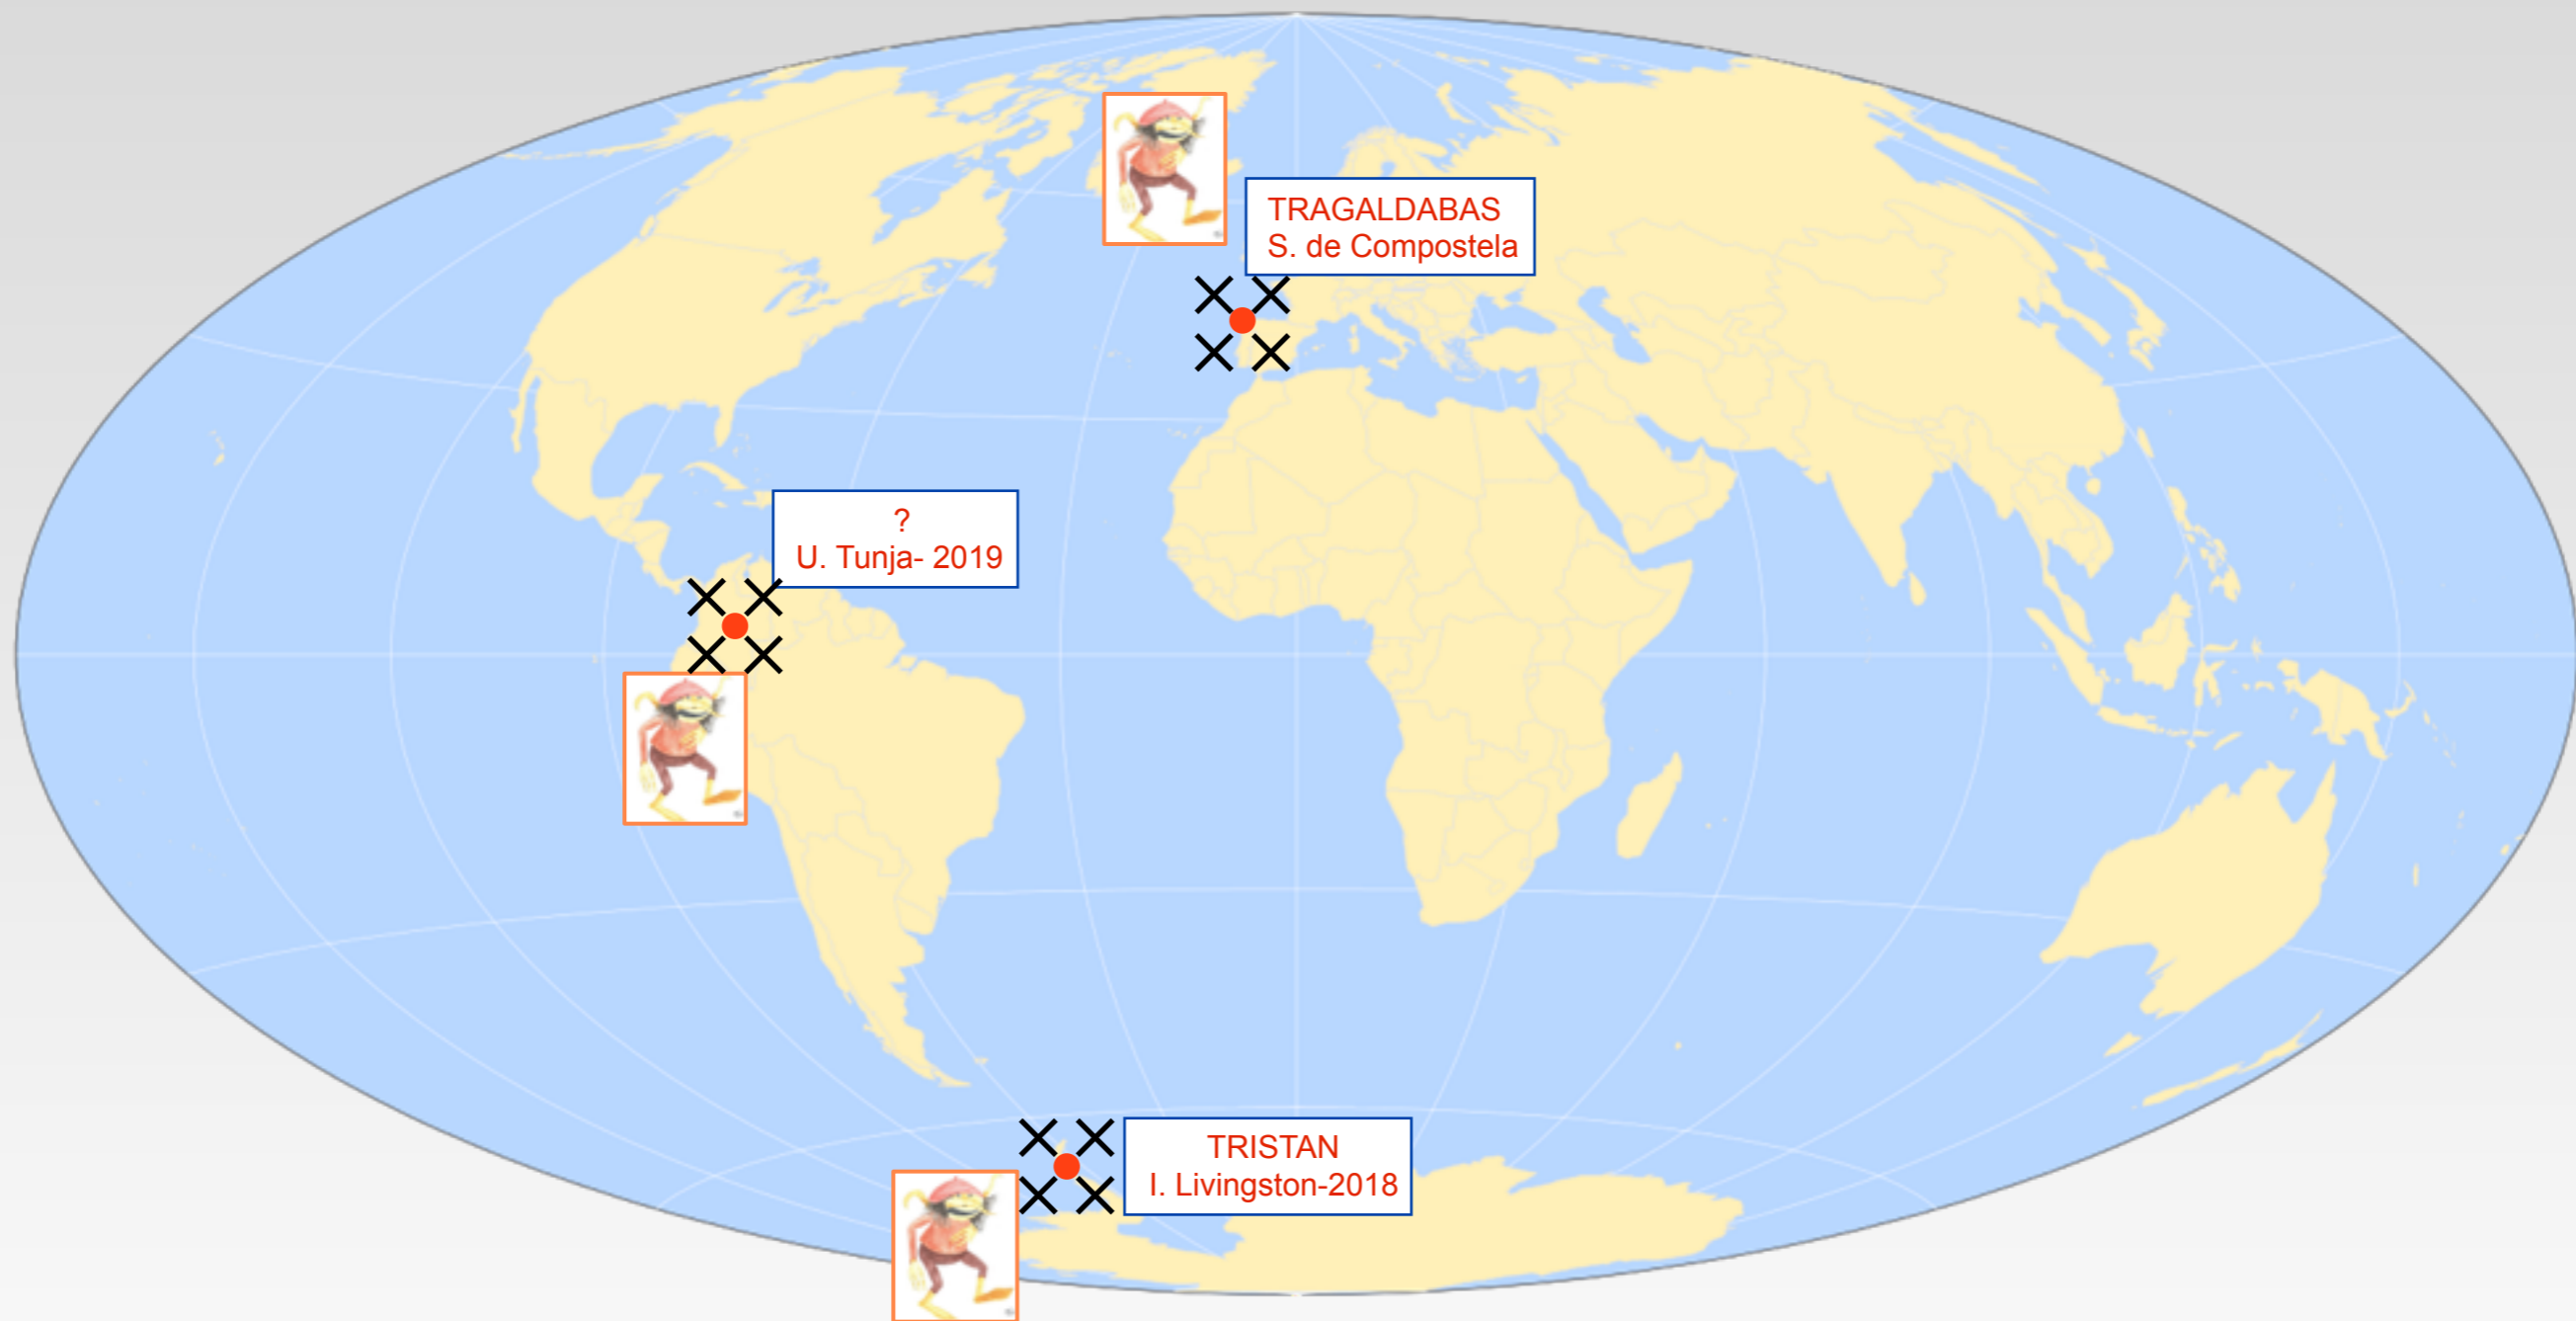 TRAGALDABAS
S. de Compostela
?
U. Tunja- 2019
TRISTAN
I. Livingston-2018